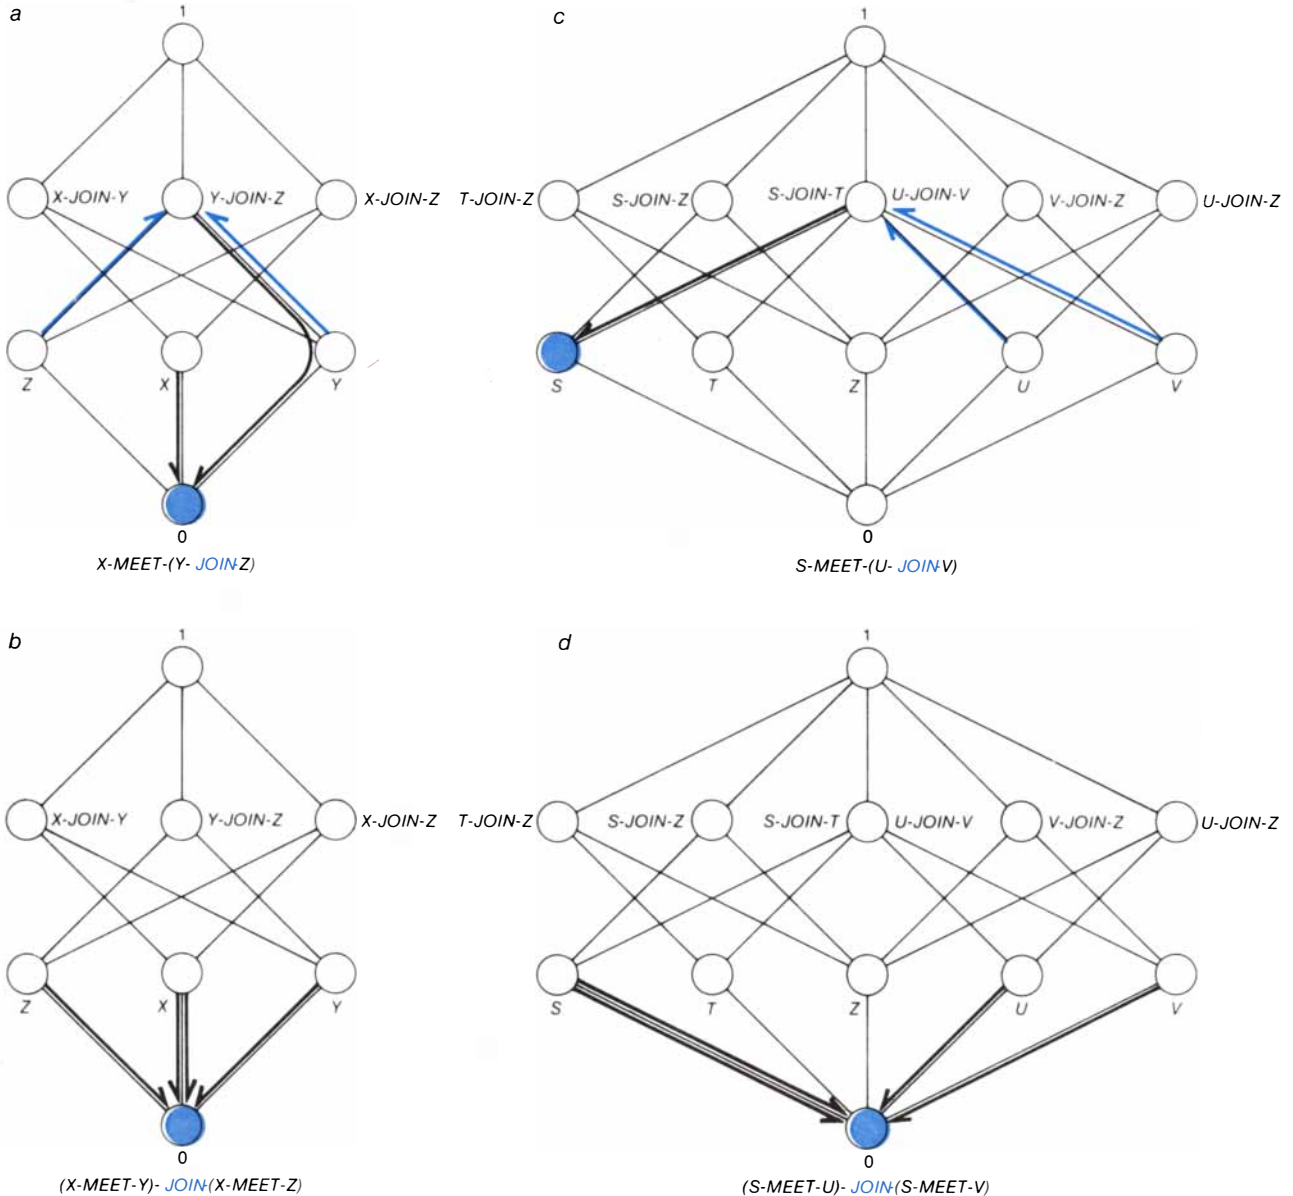 a
1
X-JOIN-Y
Y-JOIN-Z
X-JOIN-Z
Z
X
Y
0
X-MEET-(Y- JOIN-Z)
c
1
T-JOIN-Z
S-JOIN-Z
S-JOIN-T
U-JOIN-V
V-JOIN-Z
U-JOIN-Z
S
T
Z
U
V
0
S-MEET-(U- JOIN-V)
b
1
X-JOIN-Y
Y-JOIN-Z
X-JOIN-Z
Z
X
Y
0
(X-MEET-Y)- JOIN-(X-MEET-Z)
d
1
T-JOIN-Z
S-JOIN-Z
S-JOIN-T
U-JOIN-V
V-JOIN-Z
U-JOIN-Z
S
T
Z
U
V
0
(S-MEET-U)- JOIN-(S-MEET-V)